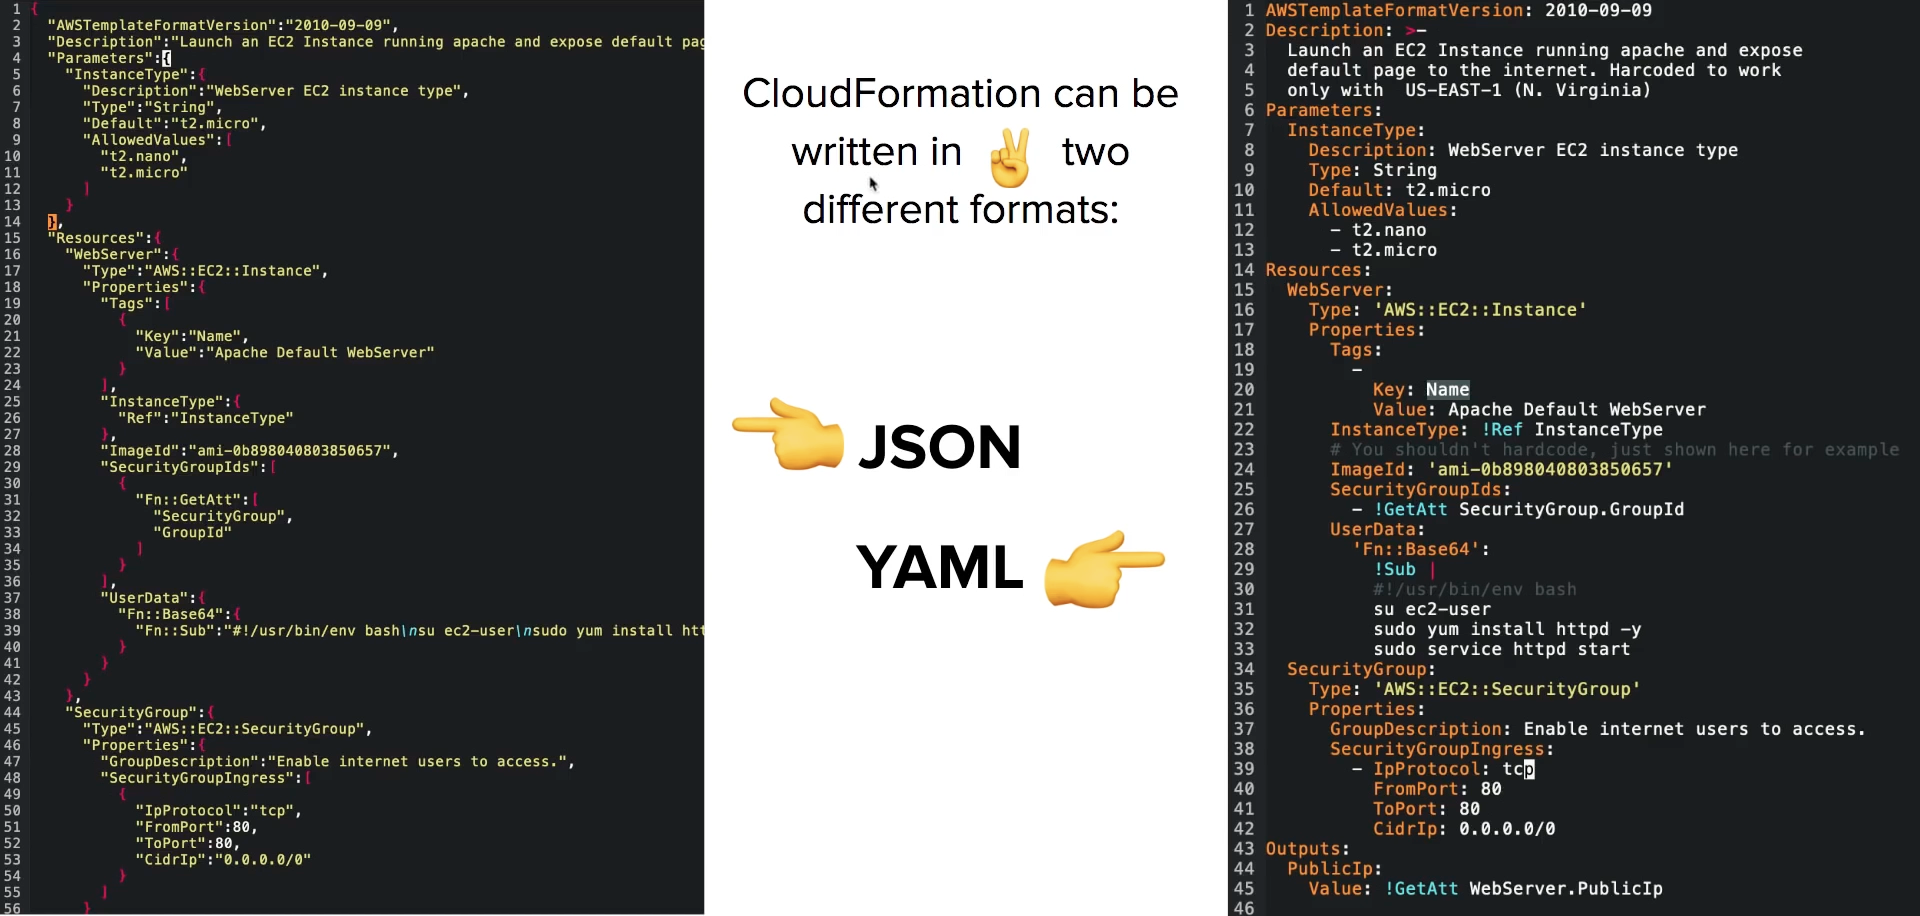 1 {
2 "AWSTemplateFormatVersion":"2010-09-09",
3 "Description":"Launch an EC2 Instance running apache and expose default pag
4 "Parameters":{
5 "InstanceType":{
6 "Description":"WebServer EC2 instance type",
7 "Type":"String",
8 "Default":"t2.micro",
9 "AllowedValues":[
10 "t2.nano",
11 "t2.micro"
12 ]
13 }
14 },
15 "Resources":{
16 "WebServer":{
17 "Type":"AWS::EC2::Instance",
18 "Properties":{
19 "Tags":[
20 {
21 "Key":"Name",
22 "Value":"Apache Default WebServer"
23 }
24 ],
25 "InstanceType":{
26 "Ref":"InstanceType"
27 },
28 "ImageId":"ami-0b898040803850657",
29 "SecurityGroupIds":[
30 {
31 "Fn::GetAtt":[
32 "SecurityGroup",
33 "GroupId"
34 ]
35 }
36 ],
37 "UserData":{
38 "Fn::Base64":{
39 "Fn::Sub":"#!/usr/bin/env bash\nsu ec2-user\nsudo yum install htt
40 }
41 }
42 }
43 },
44 "SecurityGroup":{
45 "Type":"AWS::EC2::SecurityGroup",
46 "Properties":{
47 "GroupDescription":"Enable internet users to access.",
48 "SecurityGroupIngress":[
49 {
50 "IpProtocol":"tcp",
51 "FromPort":80,
52 "ToPort":80,
53 "CidrIp":"0.0.0.0/0"
54 }
55 ]
56 }
CloudFormation can be
written in ✌️ two
different formats:
JSON
YAML
1 AWSTemplateFormatVersion: 2010-09-09
2 Description: >-
3 Launch an EC2 Instance running apache and expose
4 default page to the internet. Harcoded to work
5 only with  US-EAST-1 (N. Virginia)
6 Parameters:
7 InstanceType:
8 Description: WebServer EC2 instance type
9 Type: String
10 Default: t2.micro
11 AllowedValues:
12 - t2.nano
13 - t2.micro
14 Resources:
15 WebServer:
16 Type: 'AWS::EC2::Instance'
17 Properties:
18 Tags:
19 -
20 Key: Name
21 Value: Apache Default WebServer
22 InstanceType: !Ref InstanceType
23 # You shouldn't hardcode, just shown here for example
24 ImageId: 'ami-0b898040803850657'
25 SecurityGroupIds:
26 - !GetAtt SecurityGroup.GroupId
27 UserData:
28 'Fn::Base64':
29 !Sub |
30 #!/usr/bin/env bash
31 su ec2-user
32 sudo yum install httpd -y
33 sudo service httpd start
34 SecurityGroup:
35 Type: 'AWS::EC2::SecurityGroup'
36 Properties:
37 GroupDescription: Enable internet users to access.
38 SecurityGroupIngress:
39 - IpProtocol: tcp
40 FromPort: 80
41 ToPort: 80
42 CidrIp: 0.0.0.0/0
43 Outputs:
44 PublicIp:
45 Value: !GetAtt WebServer.PublicIp
46